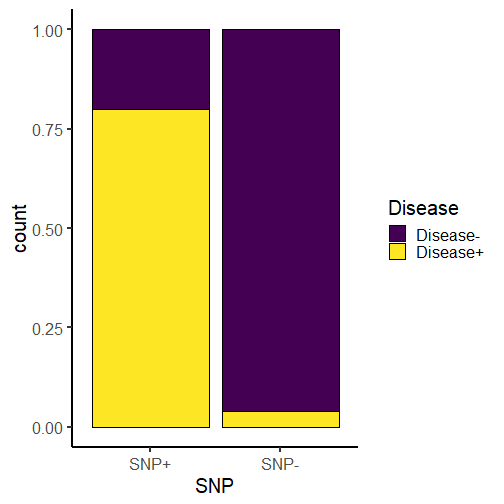 1.00
0.75
0.50
0.25
0.00
count
SNP+
SNP-
SNP
Disease
Disease-
Disease+